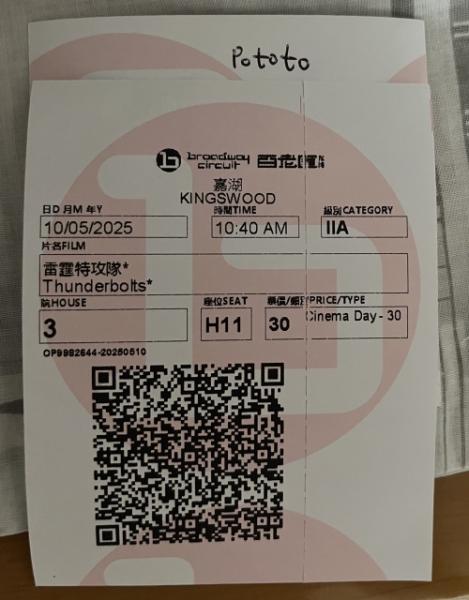 Pototo
broadway circuit 百老匯院線
嘉湖
KINGSWOOD
日D 月M 年Y 時間TIME 級別CATEGORY
10/05/2025 10:40 AM IIA
片名FILM
雷霆特攻隊*
Thunderbolts*
院HOUSE 座位SEAT 票價/類別PRICE/TYPE
3 H11 30 Cinema Day - 30
OP9982644-20250510